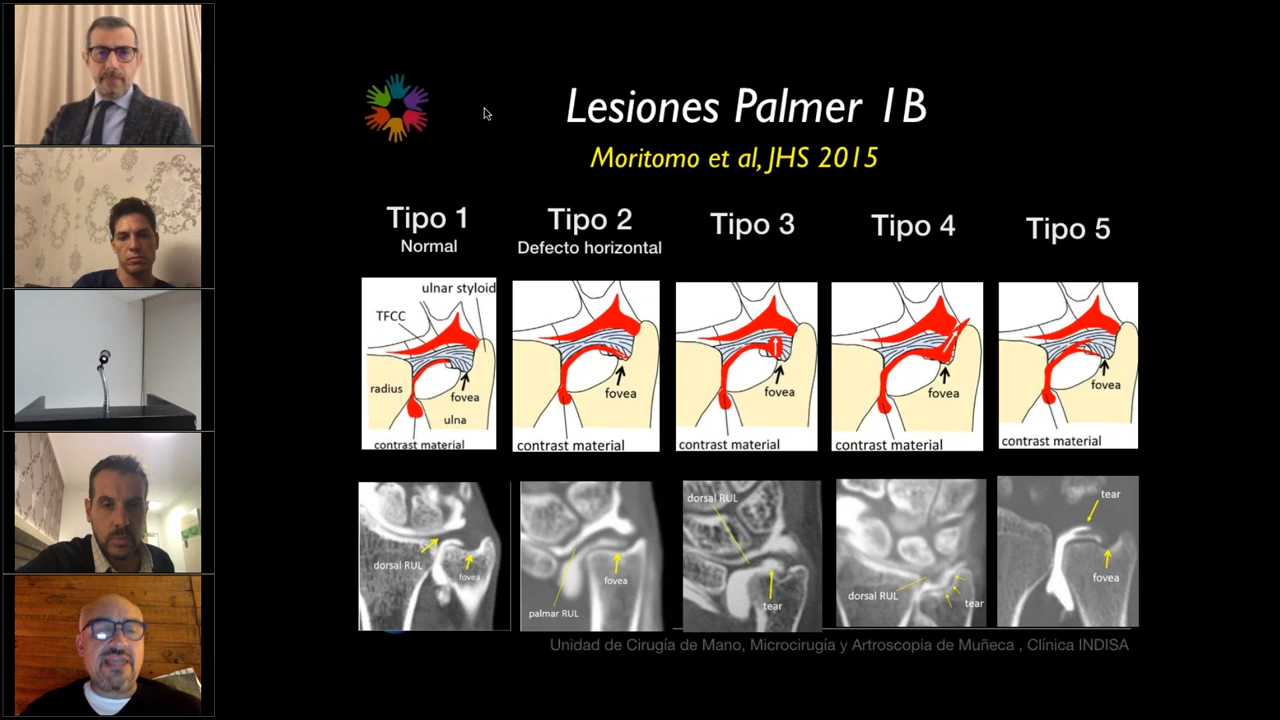 Lesiones Palmer 1B
Moritomo et al, JHS 2015
Tipo 1
Normal
Tipo 2
Defecto horizontal
Tipo 3
Tipo 4
Tipo 5
ulnar styloid
TFCC
radius
fovea
ulna
contrast material
fovea
contrast material
fovea
contrast material
fovea
contrast material
fovea
contrast material
dorsal RUL
fovea
palmar RUL
fovea
dorsal RUL
tear
dorsal RUL
tear
tear
fovea
Unidad de Cirugía de Mano, Microcirugía y Artroscopia de Muñeca , Clínica INDISA